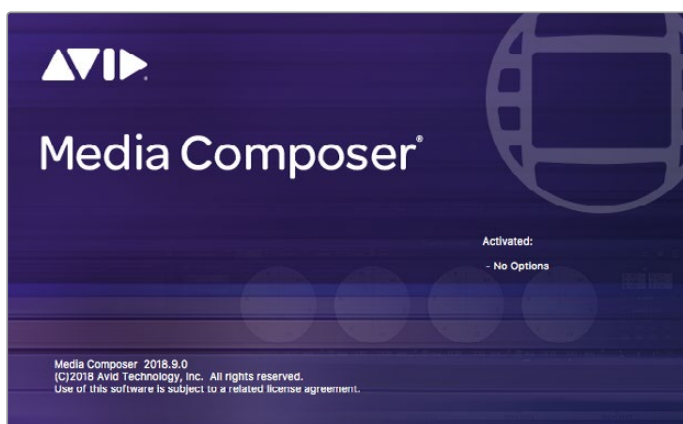 AVID
Media Composer®
Activated:
- No Options
Media Composer 2018.9.0
(C)2018 Avid Technology, Inc. All rights reserved.
Use of this software is subject to a related license agreement.